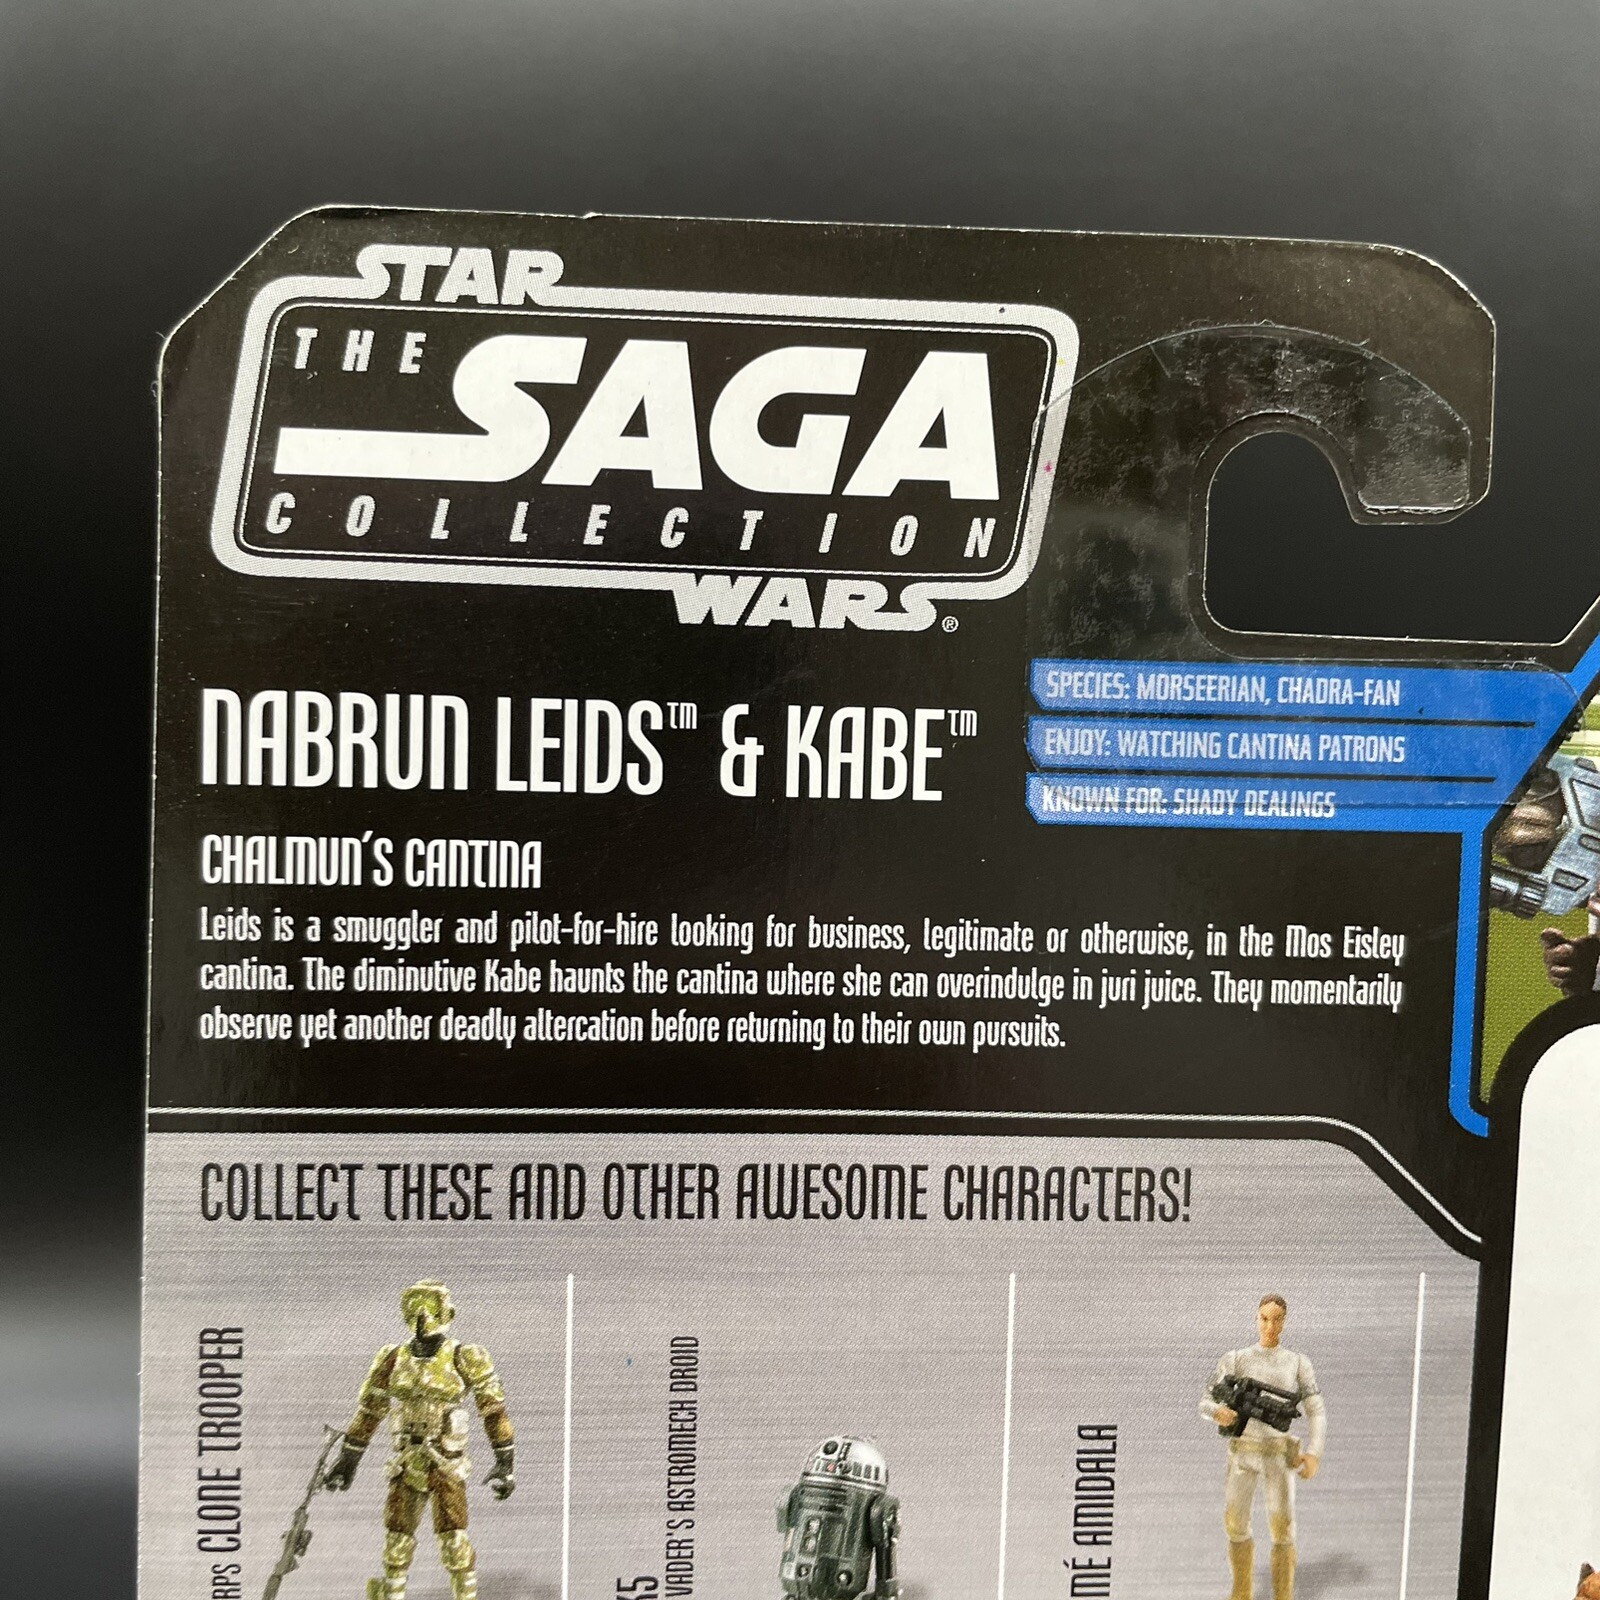 STAR
THE SAGA
COLLECTION
WARS®
NABRUN LEIDS™ & KABE™
SPECIES: MORSEERIAN, CHADRA-FAN
ENJOY: WATCHING CANTINA PATRONS
KNOWN FOR: SHADY DEALINGS
CHALMUN'S CANTINA
Leids is a smuggler and pilot-for-hire looking for business, legitimate or otherwise, in the Mos Eisley
cantina. The diminutive Kabe haunts the cantina where she can overindulge in juri juice. They momentarily
observe yet another deadly altercation before returning to their own pursuits.
COLLECT THESE AND OTHER AWESOME CHARACTERS!
CLONE TROOPER
VADER'S ASTROMECH DROID
AMIDALA